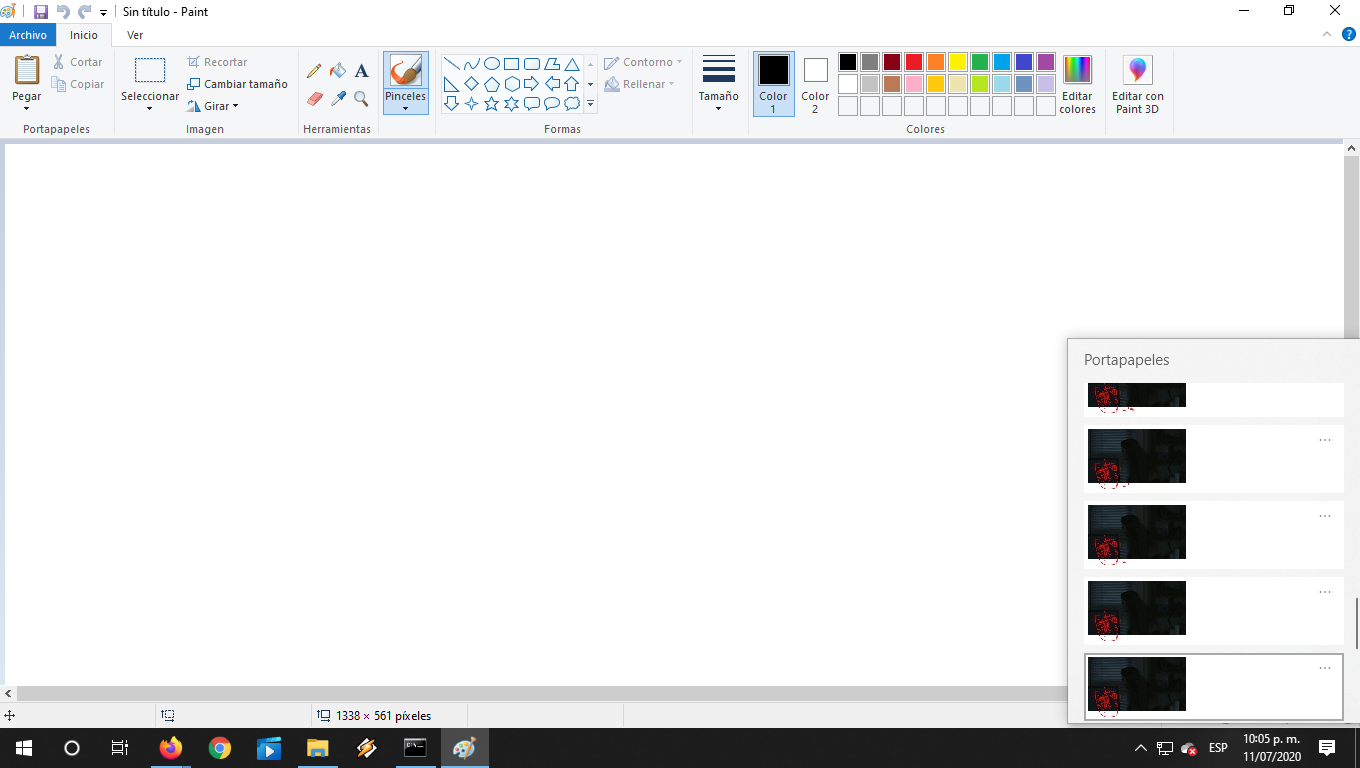 Sin título - Paint
Archivo Inicio Ver
Pegar
Cortar
Copiar
Portapapeles
Seleccionar
Recortar
Cambiar tamaño
Girar
Imagen
A
Herramientas
Pinceles
Contorno
Rellenar
Formas
Tamaño
Color
1
Color
2
Editar
colores
Colores
Editar con
Paint 3D
Portapapeles
1338 × 561 píxeles
ESP
10:05 p. m.
11/07/2020